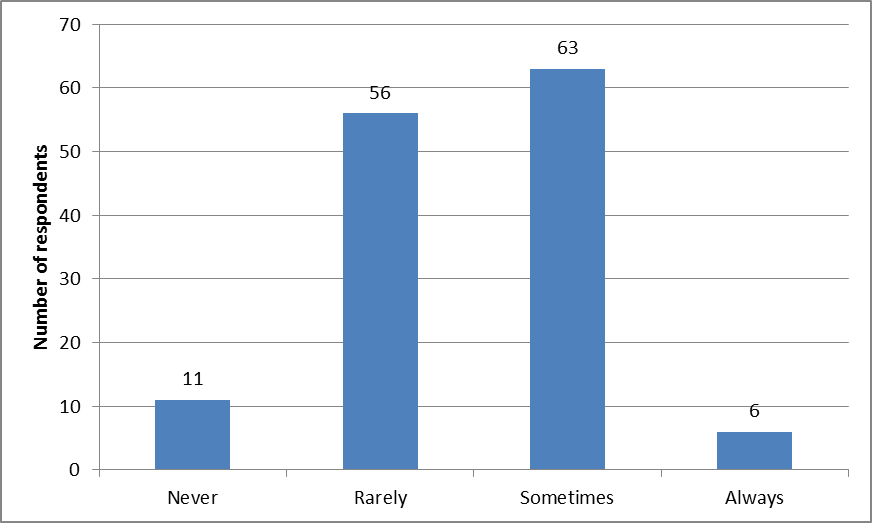 Number of respondents
70
60
50
40
30
20
10
0
11
56
63
6
Never
Rarely
Sometimes
Always